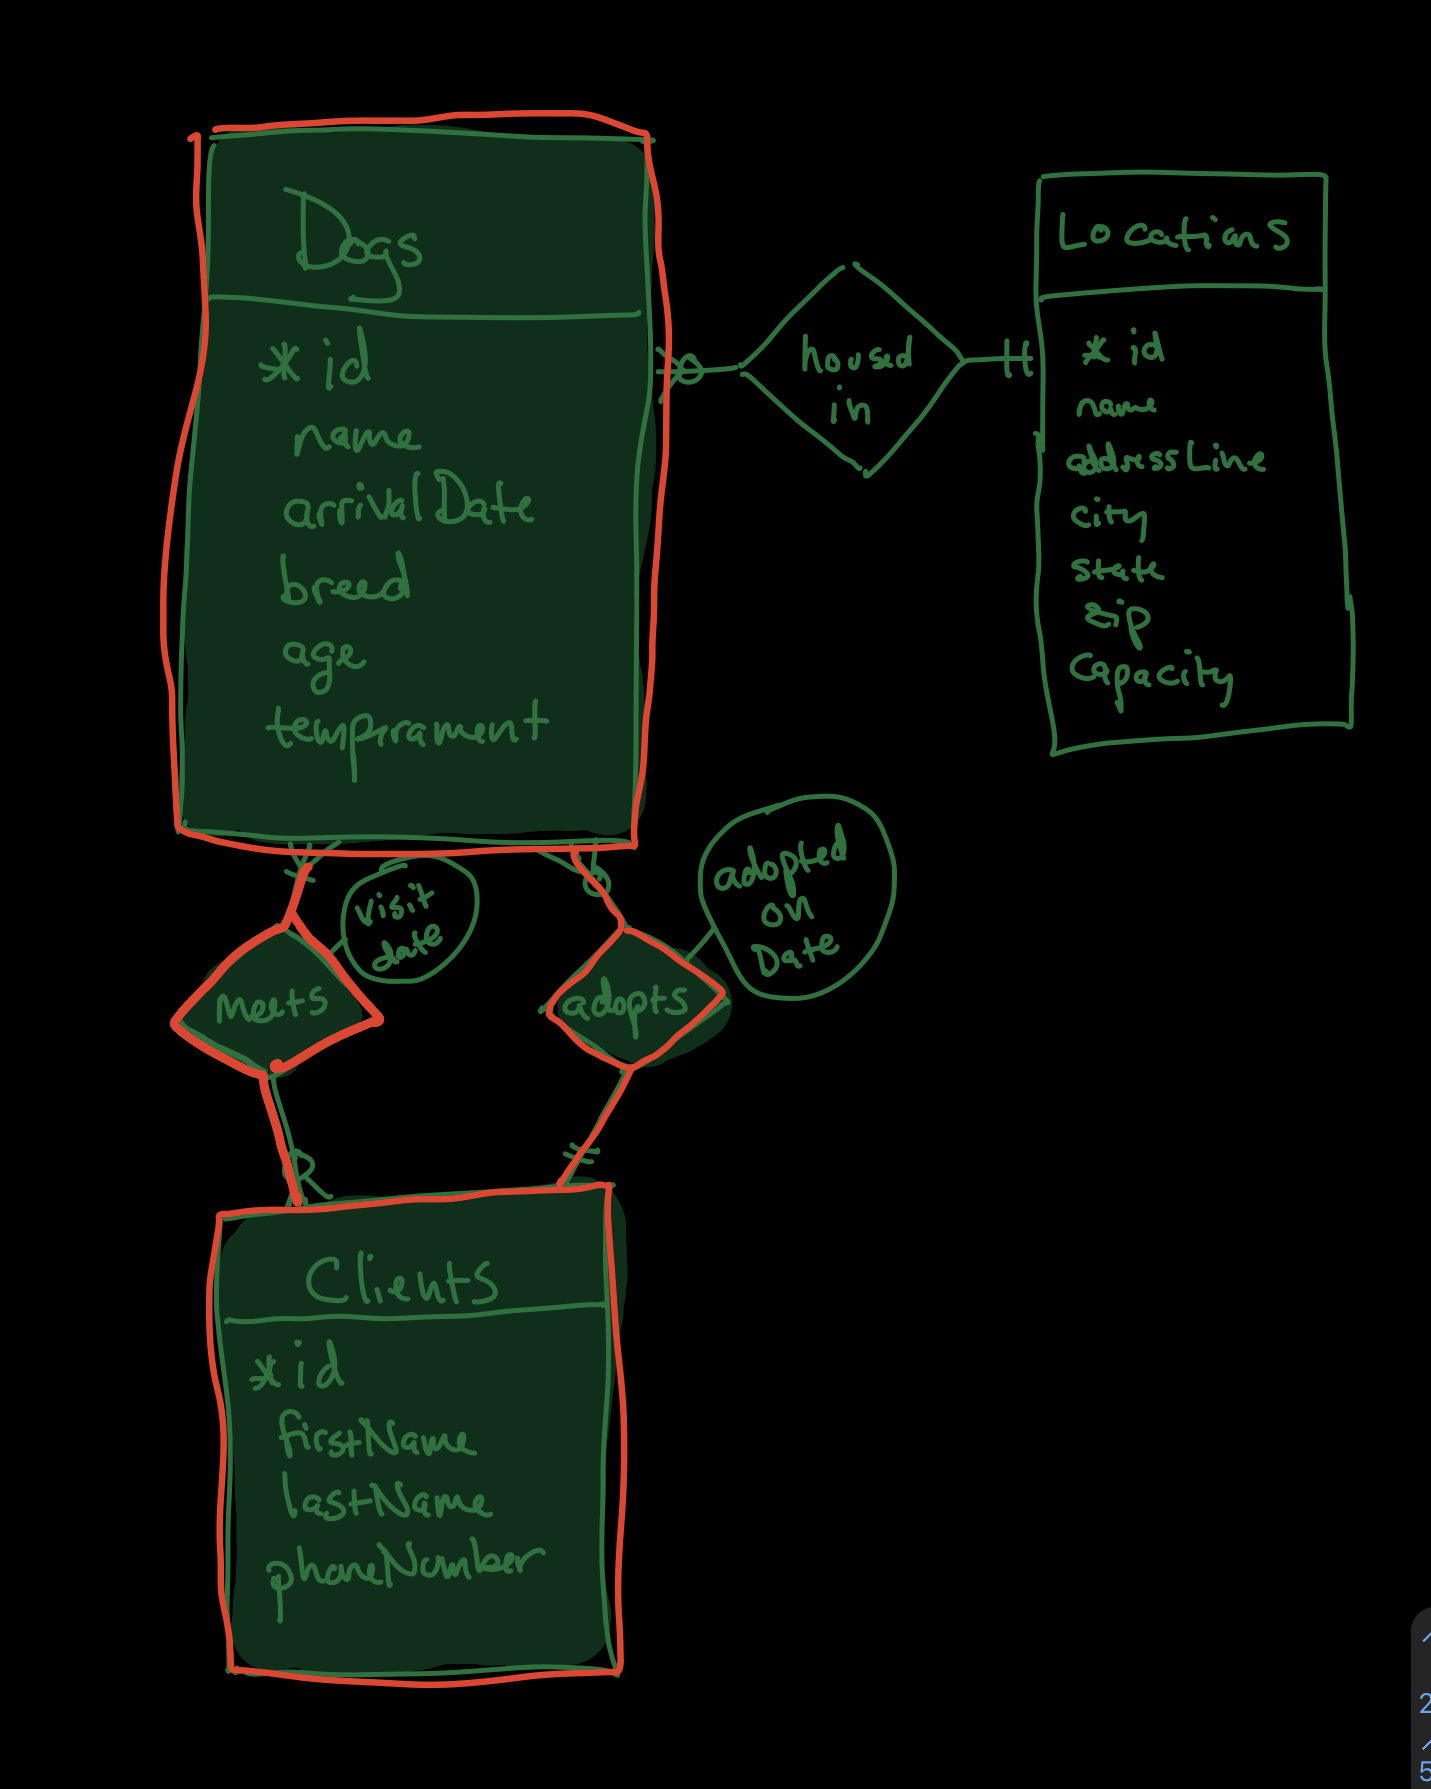 Dogs
* id
name
arrivalDate
breed
age
tempirament
housed
in
Locations
* id
name
addressLine
city
state
zip
Capacity
visit
date
adopted
on
Date
meets
adopts
Clients
* id
firstName
lastName
phoneNumber
2
5